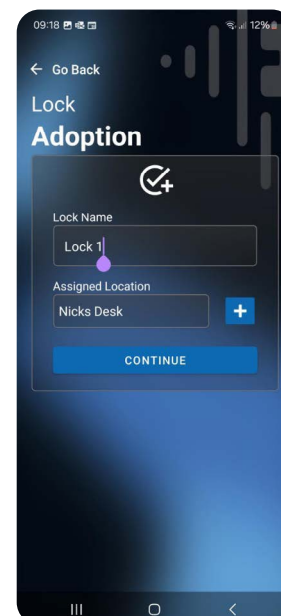 09:18
12%
Go Back
Lock
Adoption
Lock Name
Lock 1
Assigned Location
Nicks Desk
CONTINUE